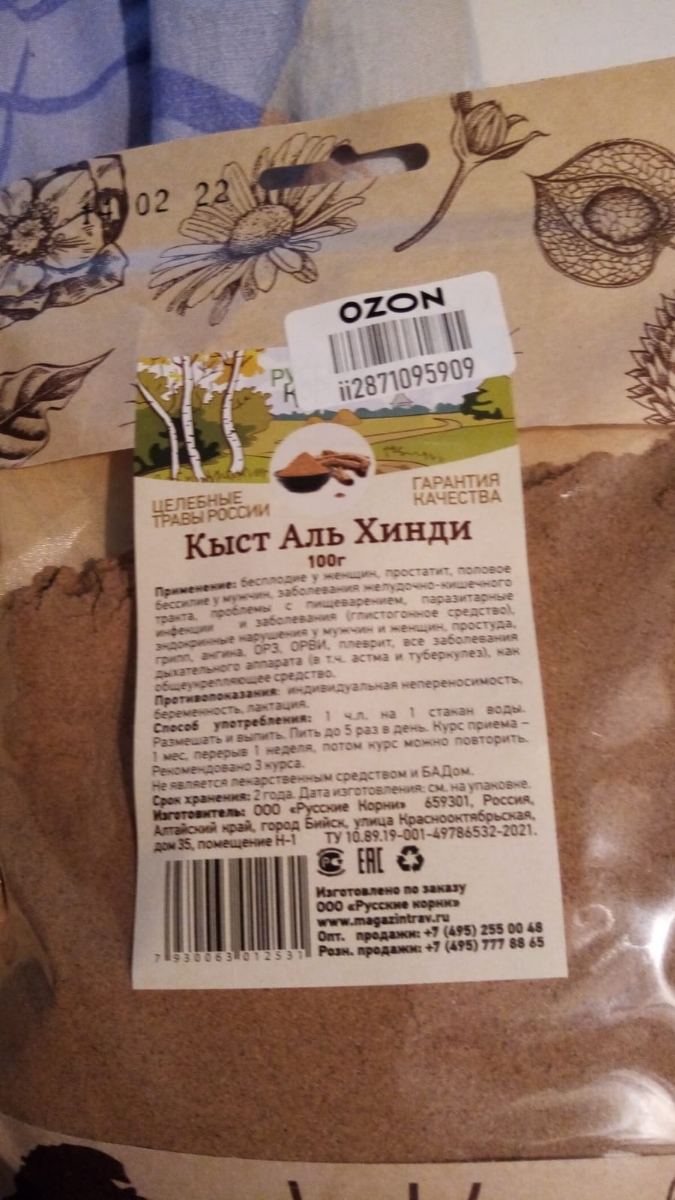 14 02 22
OZON
ii2871095909
РУ
К
ЦЕЛЕБНЫЕ
ТРАВЫ РОССИИ
ГАРАНТИЯ
КАЧЕСТВА
Кыст Аль Хинди
100г
Применение: бесплодие у женщин, простатит, половое
бессилие у мужчин, заболевания желудочно-кишечного
тракта, проблемы с пищеварением, паразитарные
инфекции и заболевания (глистогонное средство),
эндокринные нарушения у мужчин и женщин, простуда,
грипп, ангина, ОРЗ, ОРВИ, плеврит, все заболевания
дыхательного аппарата (в т.ч. астма и туберкулез), как
общеукрепляющее средство.
Противопоказания: индивидуальная непереносимость,
беременность, лактация.
Способ употребления: 1 ч.л. на 1 стакан воды.
Размешать и выпить. Пить до 5 раз в день. Курс приема –
1 мес, перерыв 1 неделя, потом курс можно повторить.
Рекомендовано 3 курса.
Не является лекарственным средством и БАДом.
Срок хранения: 2 года. Дата изготовления: см. на упаковке.
Изготовитель: ООО «Русские Корни» 659301, Россия,
Алтайский край, город Бийск, улица Краснооктябрьская,
дом 35, помещение Н-1 ТУ 10.89.19-001-49786532-2021.
РС ЕАС
Изготовлено по заказу
ООО «Русские корни»
www.magazintrav.ru
Опт. продажи: +7 (495) 255 00 48
Розн. продажи: +7 (495) 777 88 65
7 930063 012531